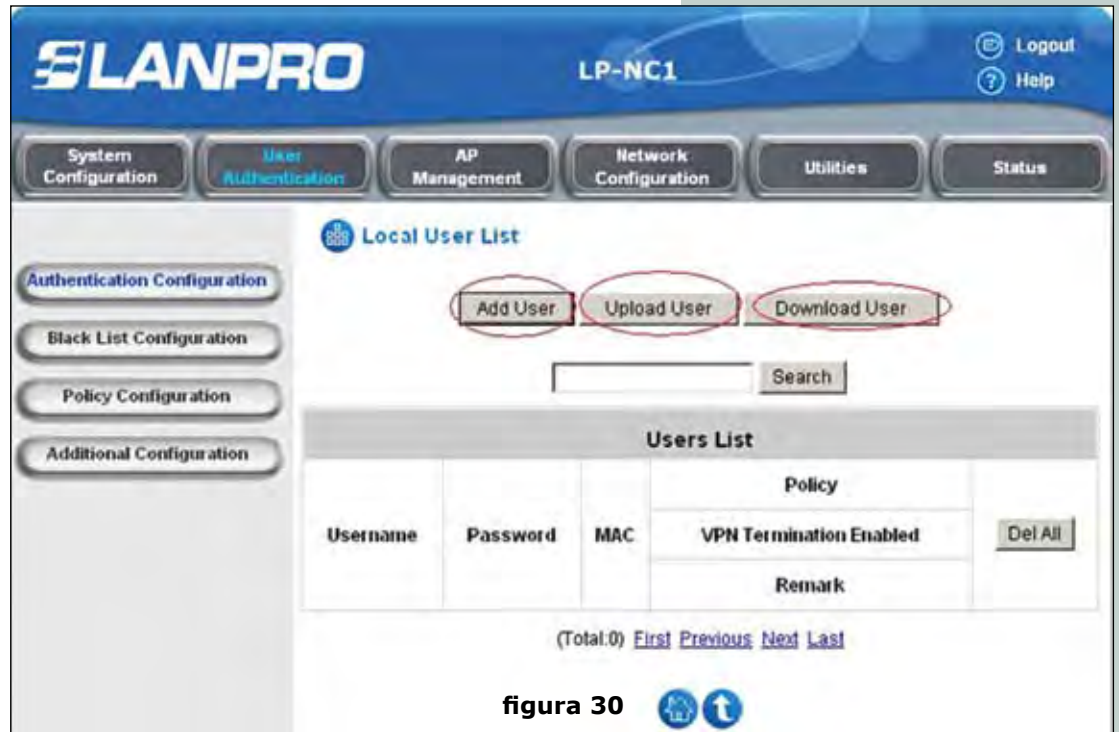 LANPRO
LP-NC1
Logout
Help
System Configuration
User Authentication
AP Management
Network Configuration
Utilities
Status
Authentication Configuration
Black List Configuration
Policy Configuration
Additional Configuration
Local User List
Add User
Upload User
Download User
Search
Users List
Username
Password
MAC
Policy
VPN Termination Enabled
Remark
Del All
(Total:0) First Previous Next Last
figura 30